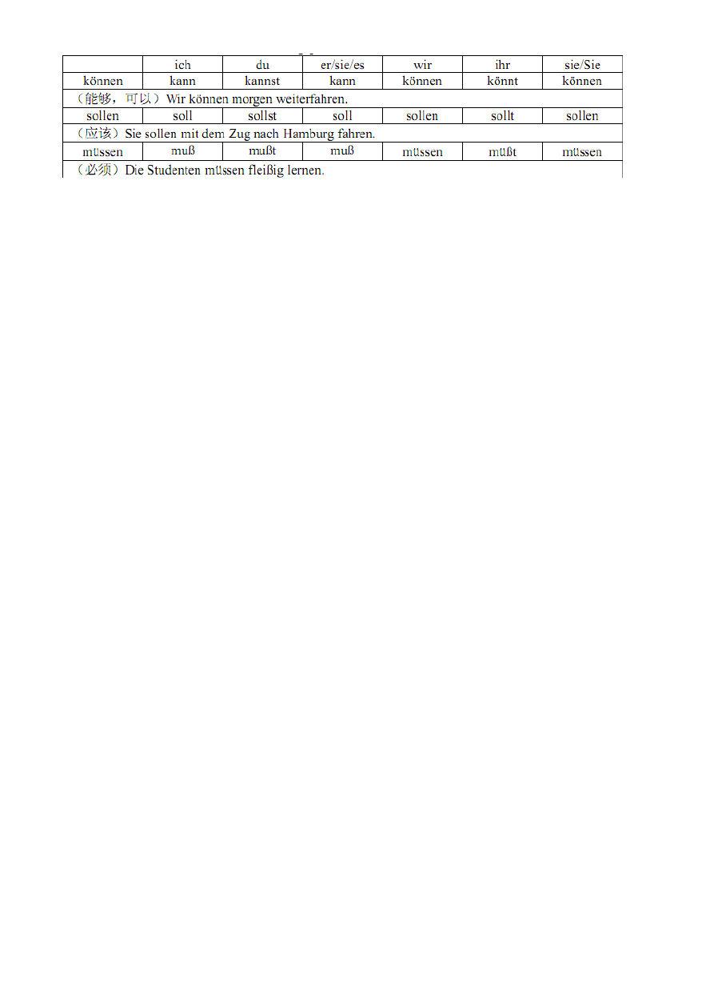 ich du er/sie/es wir ihr sie/Sie
können kann kannst kann können könnt können
（能够，可以）Wir können morgen weiterfahren.
sollen soll sollst soll sollen sollt sollen
（应该）Sie sollen mit dem Zug nach Hamburg fahren.
müssen muß mußt muß müssen müßt müssen
（必须）Die Studenten müssen fleißig lernen.